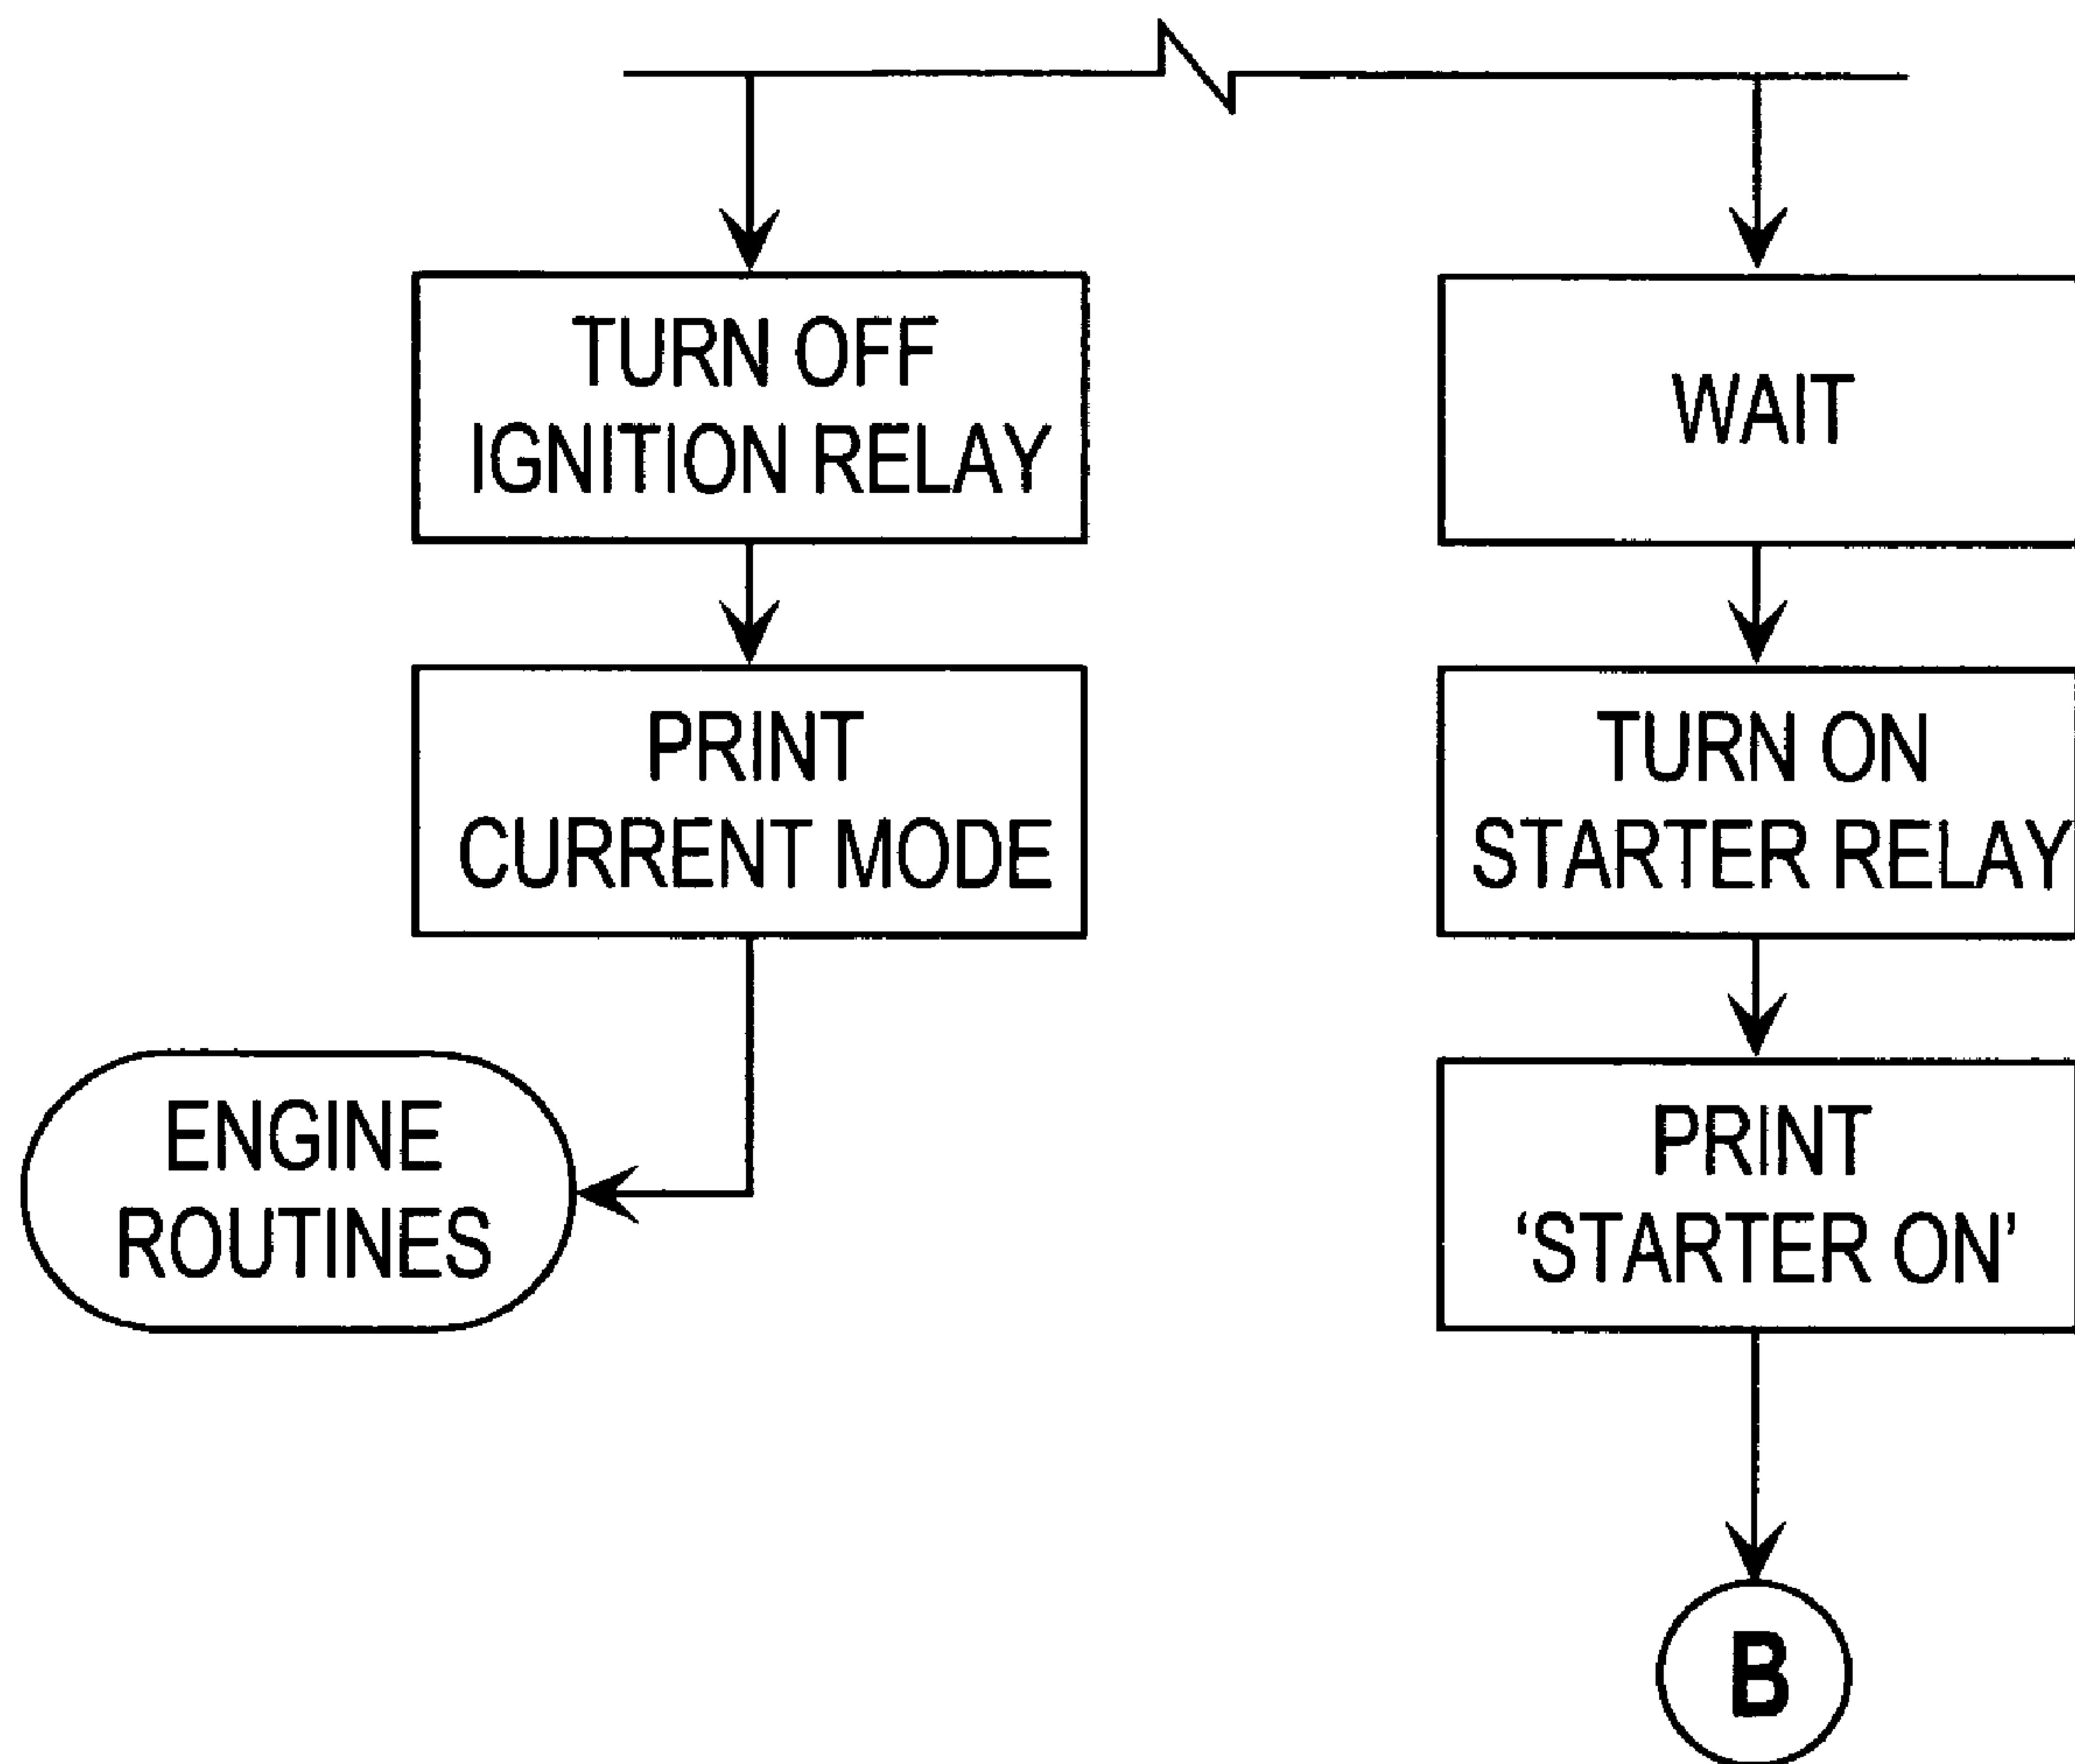 TURN OFF
IGNITION RELAY
PRINT
CURRENT MODE
ENGINE
ROUTINES
WAIT
TURN ON
STARTER RELAY
PRINT
‘STARTER ON’
B